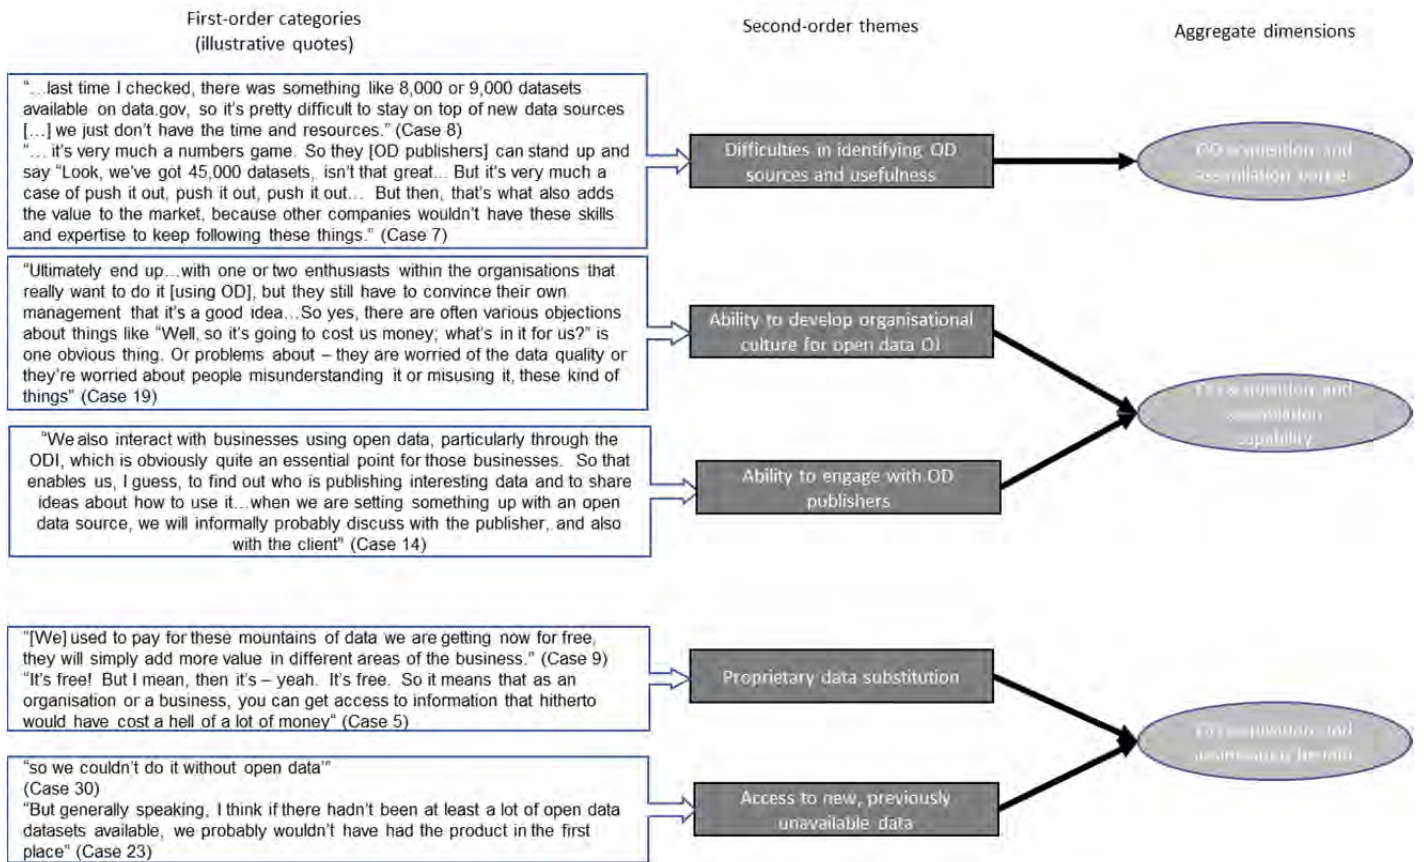 First-order categories
(illustrative quotes)
Second-order themes
Aggregate dimensions
“…last time I checked, there was something like 8,000 or 9,000 datasets
available on data.gov, so it’s pretty difficult to stay on top of new data sources
[…] we just don’t have the time and resources.” (Case 8)
“… it’s very much a numbers game. So they [OD publishers] can stand up and
say “Look, we’ve got 45,000 datasets, isn’t that great... But it’s very much a
case of push it out, push it out, push it out… But then, that’s what also adds
the value to the market, because other companies wouldn’t have these skills
and expertise to keep following these things.” (Case 7)
Difficulties in identifying OD
sources and usefulness
OD acquisition and
assimilation
“Ultimately end up…with one or two enthusiasts within the organisations that
really want to do it [using OD], but they still have to convince their own
management that it’s a good idea…So yes, there are often various objections
about things like “Well, so it’s going to cost us money; what’s in it for us?” is
one obvious thing. Or problems about – they are worried of the data quality or
they’re worried about people misunderstanding it or misusing it, these kind of
things” (Case 19)
Ability to develop organisational
culture for open data OI
“We also interact with businesses using open data, particularly through the
ODI, which is obviously quite an essential point for those businesses. So that
enables us, I guess, to find out who is publishing interesting data and to share
ideas about how to use it…when we are setting something up with an open
data source, we will informally probably discuss with the publisher, and also
with the client” (Case 14)
Ability to engage with OD
publishers
OD acquisition and
assimilation
capability
“[We] used to pay for these mountains of data we are getting now for free,
they will simply add more value in different areas of the business.” (Case 9)
“It’s free! But I mean, then it’s – yeah. It’s free. So it means that as an
organisation or a business, you can get access to information that hitherto
would have cost a hell of a lot of money“ (Case 5)
Proprietary data substitution
“so we couldn’t do it without open data’”
(Case 30)
“But generally speaking, I think if there hadn’t been at least a lot of open data
datasets available, we probably wouldn’t have had the product in the first
place” (Case 23)
Access to new, previously
unavailable data
OD acquisition and
assimilation benefit